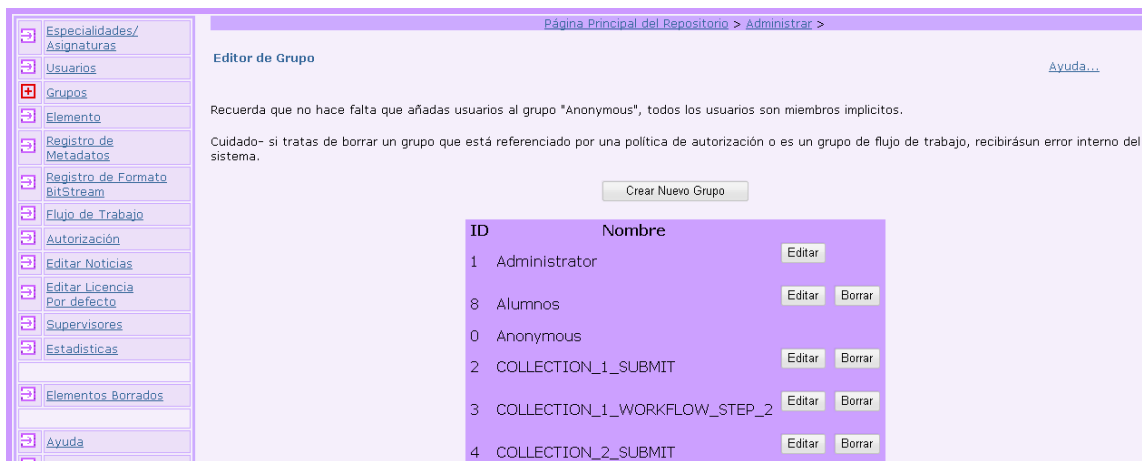 Página Principal del Repositorio > Administrar >
Especialidades/
Asignaturas
Usuarios
Grupos
Elemento
Registro de
Metadatos
Registro de Formato
BitStream
Flujo de Trabajo
Autorización
Editar Noticias
Editar Licencia
Por defecto
Supervisores
Estadisticas
Elementos Borrados
Ayuda
Editor de Grupo
Ayuda...
Recuerda que no hace falta que añadas usuarios al grupo "Anonymous", todos los usuarios son miembros implicitos.
Cuidado- si tratas de borrar un grupo que está referenciado por una política de autorización o es un grupo de flujo de trabajo, recibirásun error interno del
sistema.
Crear Nuevo Grupo
ID Nombre
1 Administrator Editar
8 Alumnos Editar Borrar
0 Anonymous
2 COLLECTION_1_SUBMIT Editar Borrar
3 COLLECTION_1_WORKFLOW_STEP_2 Editar Borrar
4 COLLECTION_2_SUBMIT Editar Borrar